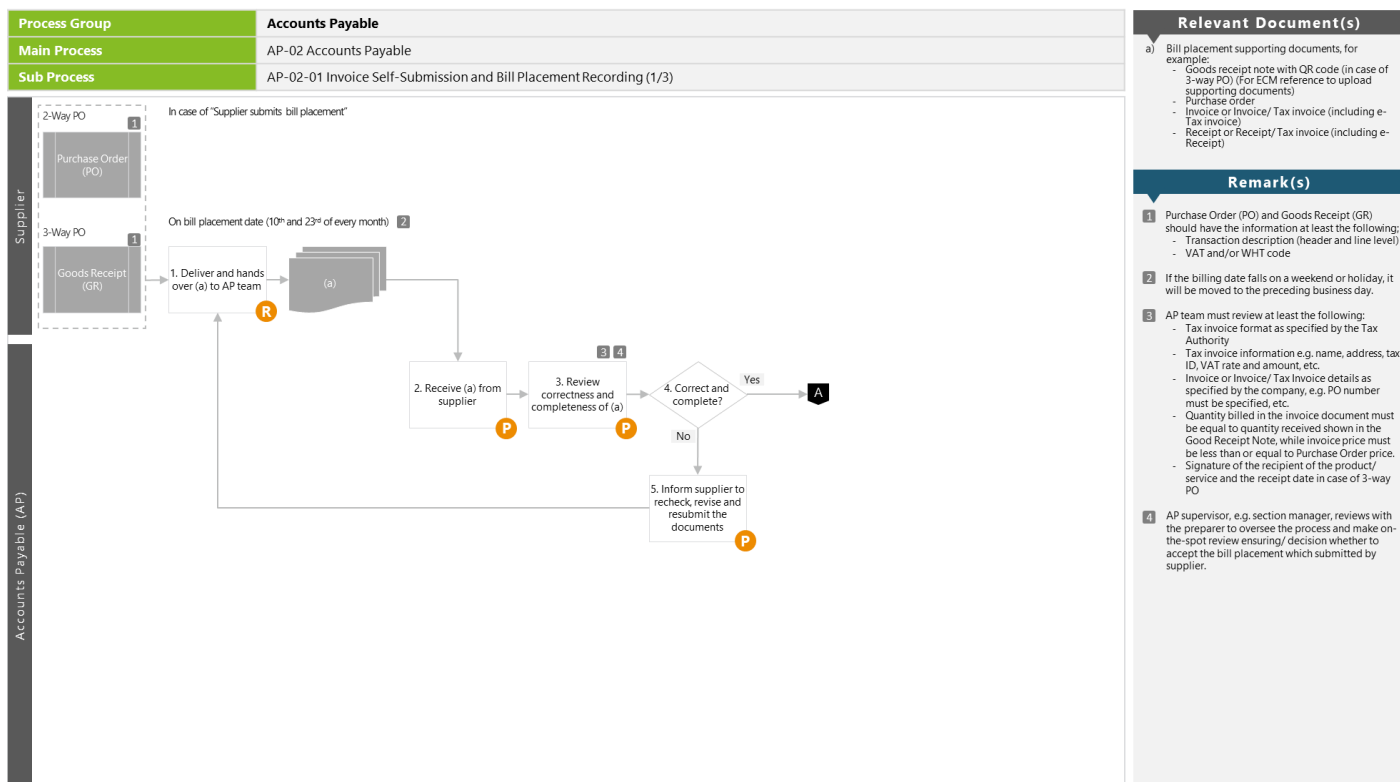 Process Group
Accounts Payable
Main Process
AP-02 Accounts Payable
Sub Process
AP-02-01 Invoice Self-Submission and Bill Placement Recording (1/3)
Supplier
2-Way PO
1
Purchase Order
(PO)
In case of "Supplier submits bill placement"
On bill placement date (10th and 23rd of every month) 2
3-Way PO
1
Goods Receipt
(GR)
1. Deliver and hands
over (a) to AP team
R
(a)
Accounts Payable (AP)
2. Receive (a) from
supplier
P
3 4
3. Review
correctness and
completeness of (a)
P
4. Correct and
complete?
Yes
A
No
5. Inform supplier to
recheck, revise and
resubmit the
documents
P
Relevant Document(s)
a) Bill placement supporting documents, for
example:
- Goods receipt note with QR code (in case of
3-way PO) (For ECM reference to upload
supporting documents)
- Purchase order
- Invoice or Invoice/ Tax invoice (including e-
Tax invoice)
- Receipt or Receipt/ Tax invoice (including e-
Receipt)
Remark(s)
1 Purchase Order (PO) and Goods Receipt (GR)
should have the information at least the following;
- Transaction description (header and line level)
- VAT and/or WHT code
2 If the billing date falls on a weekend or holiday, it
will be moved to the preceding business day.
3 AP team must review at least the following:
- Tax invoice format as specified by the Tax
Authority
- Tax invoice information e.g. name, address, tax
ID, VAT rate and amount, etc.
- Invoice or Invoice/ Tax Invoice details as
specified by the company, e.g. PO number
must be specified, etc.
- Quantity billed in the invoice document must
be equal to quantity received shown in the
Good Receipt Note, while invoice price must
be less than or equal to Purchase Order price.
- Signature of the recipient of the product/
service and the receipt date in case of 3-way
PO
4 AP supervisor, e.g. section manager, reviews with
the preparer to oversee the process and make on-
the-spot review ensuring/ decision whether to
accept the bill placement which submitted by
supplier.